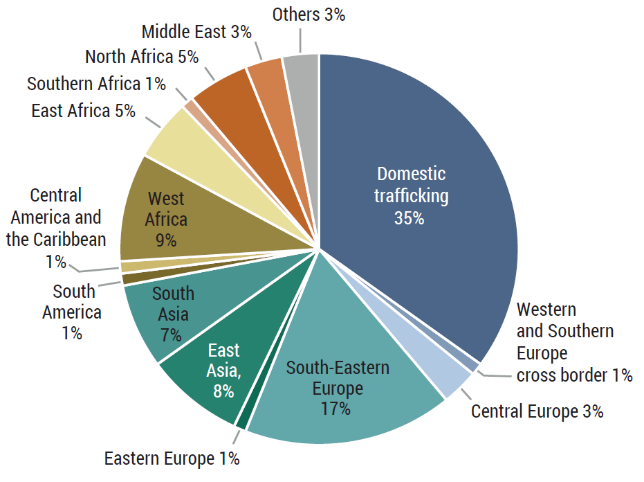 Others 3%
Middle East 3%
North Africa 5%
Southern Africa 1%
East Africa 5%
Domestic
trafficking
35%
West
Africa
9%
Central
America and
the Caribbean
1%
South
America
1%
South
Asia
7%
East
Asia,
8%
South-Eastern
Europe
17%
Western
and Southern
Europe
cross border 1%
Central Europe 3%
Eastern Europe 1%